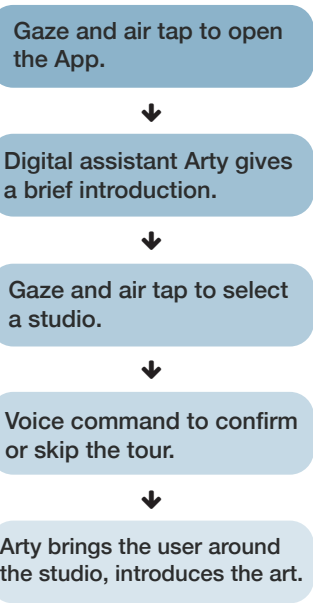 Gaze and air tap to open
the App.
Digital assistant Arty gives
a brief introduction.
Gaze and air tap to select
a studio.
Voice command to confirm
or skip the tour.
Arty brings the user around
the studio, introduces the art.